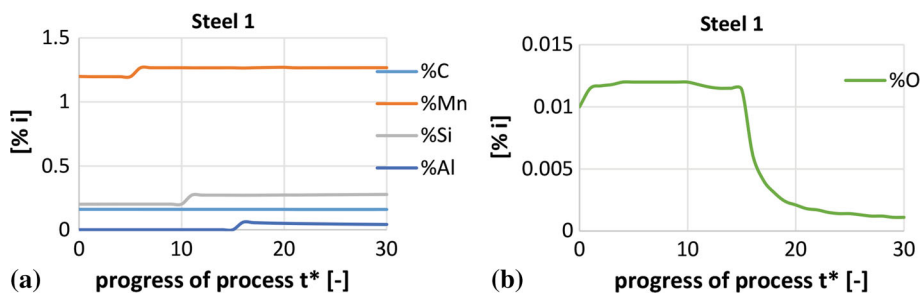 Steel 1
1.5
1
0.5
0
[% i]
0 10 20 30
progress of process t* [-]
%C
%Mn
%Si
%Al
(a)
Steel 1
0.015
0.01
0.005
0
[% i]
0 10 20 30
progress of process t* [-]
%O
(b)